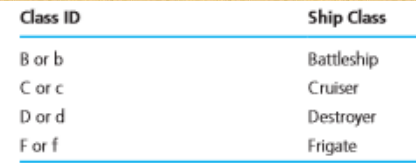 Class ID Ship Class
B or b Battleship
C or c Cruiser
D or d Destroyer
F or f Frigate